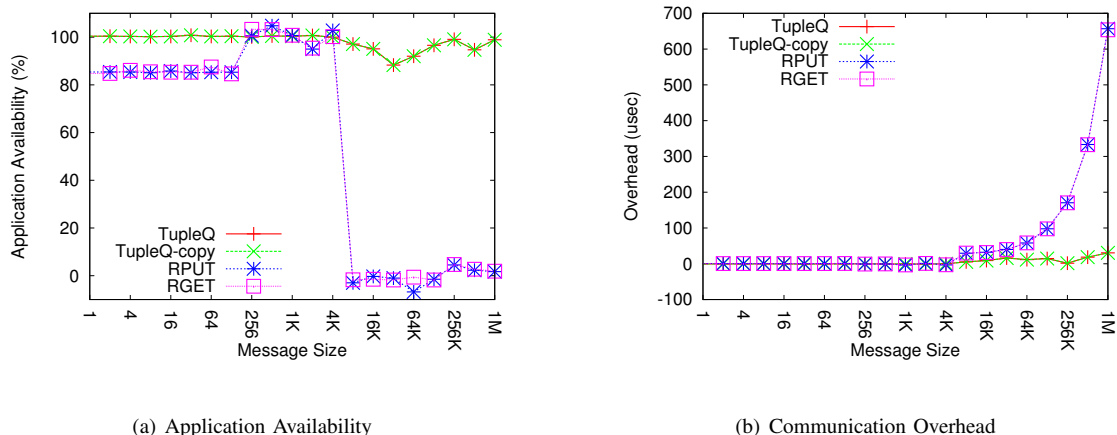 100
80
60
40
20
0
Application Availability (%)
TupleQ
TupleQ-copy
RPUT
RGET
1
4
16
64
256
1K
4K
16K
64K
256K
1M
Message Size
(a) Application Availability
700
600
500
400
300
200
100
0
-100
Overhead (usec)
TupleQ
TupleQ-copy
RPUT
RGET
1
4
16
64
256
1K
4K
16K
64K
256K
1M
Message Size
(b) Communication Overhead